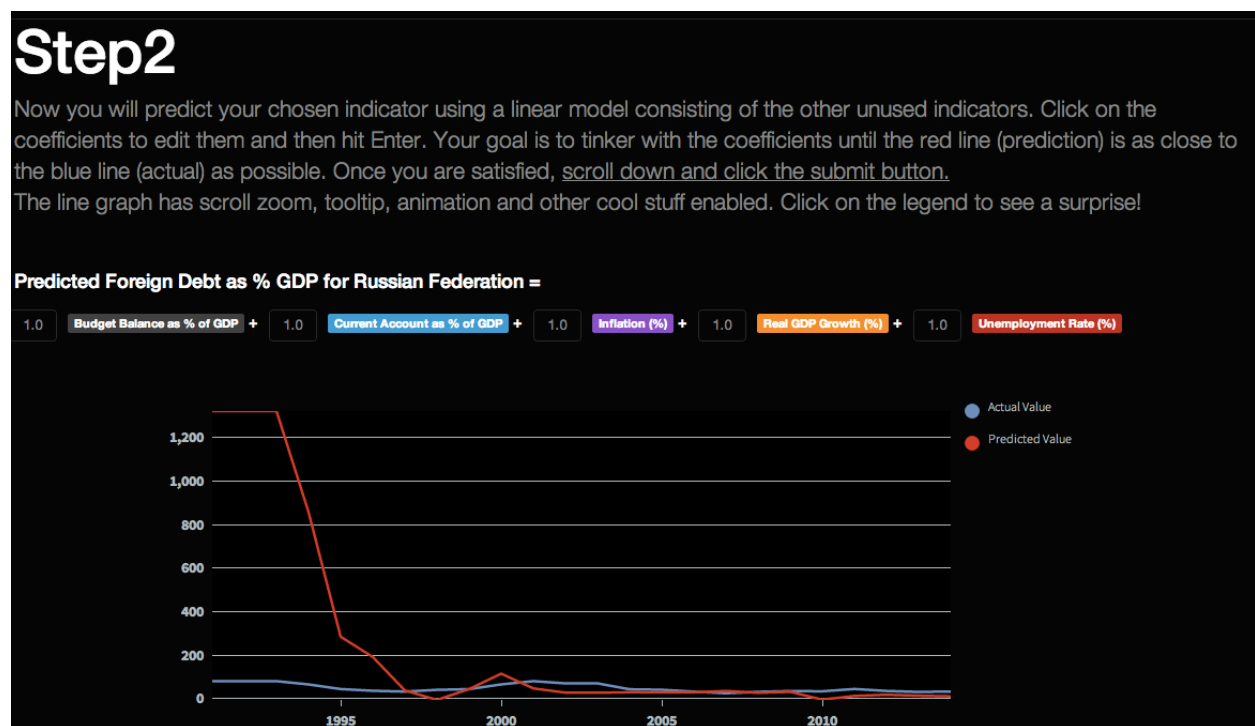 Step2
Now you will predict your chosen indicator using a linear model consisting of the other unused indicators. Click on the
coefficients to edit them and then hit Enter. Your goal is to tinker with the coefficients until the red line (prediction) is as close to
the blue line (actual) as possible. Once you are satisfied, scroll down and click the submit button.
The line graph has scroll zoom, tooltip, animation and other cool stuff enabled. Click on the legend to see a surprise!
Predicted Foreign Debt as % GDP for Russian Federation =
1.0 Budget Balance as % of GDP + 1.0 Current Account as % of GDP + 1.0 Inflation (%) + 1.0 Real GDP Growth (%) + 1.0 Unemployment Rate (%)
Actual Value
Predicted Value
1,200
1,000
800
600
400
200
0
1995 2000 2005 2010